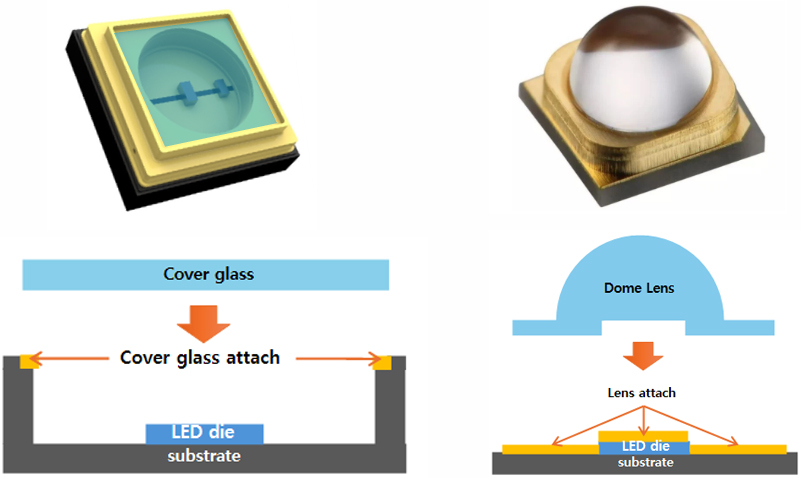 Cover glass
Cover glass attach
LED die
substrate
Dome Lens
Lens attach
LED die
substrate